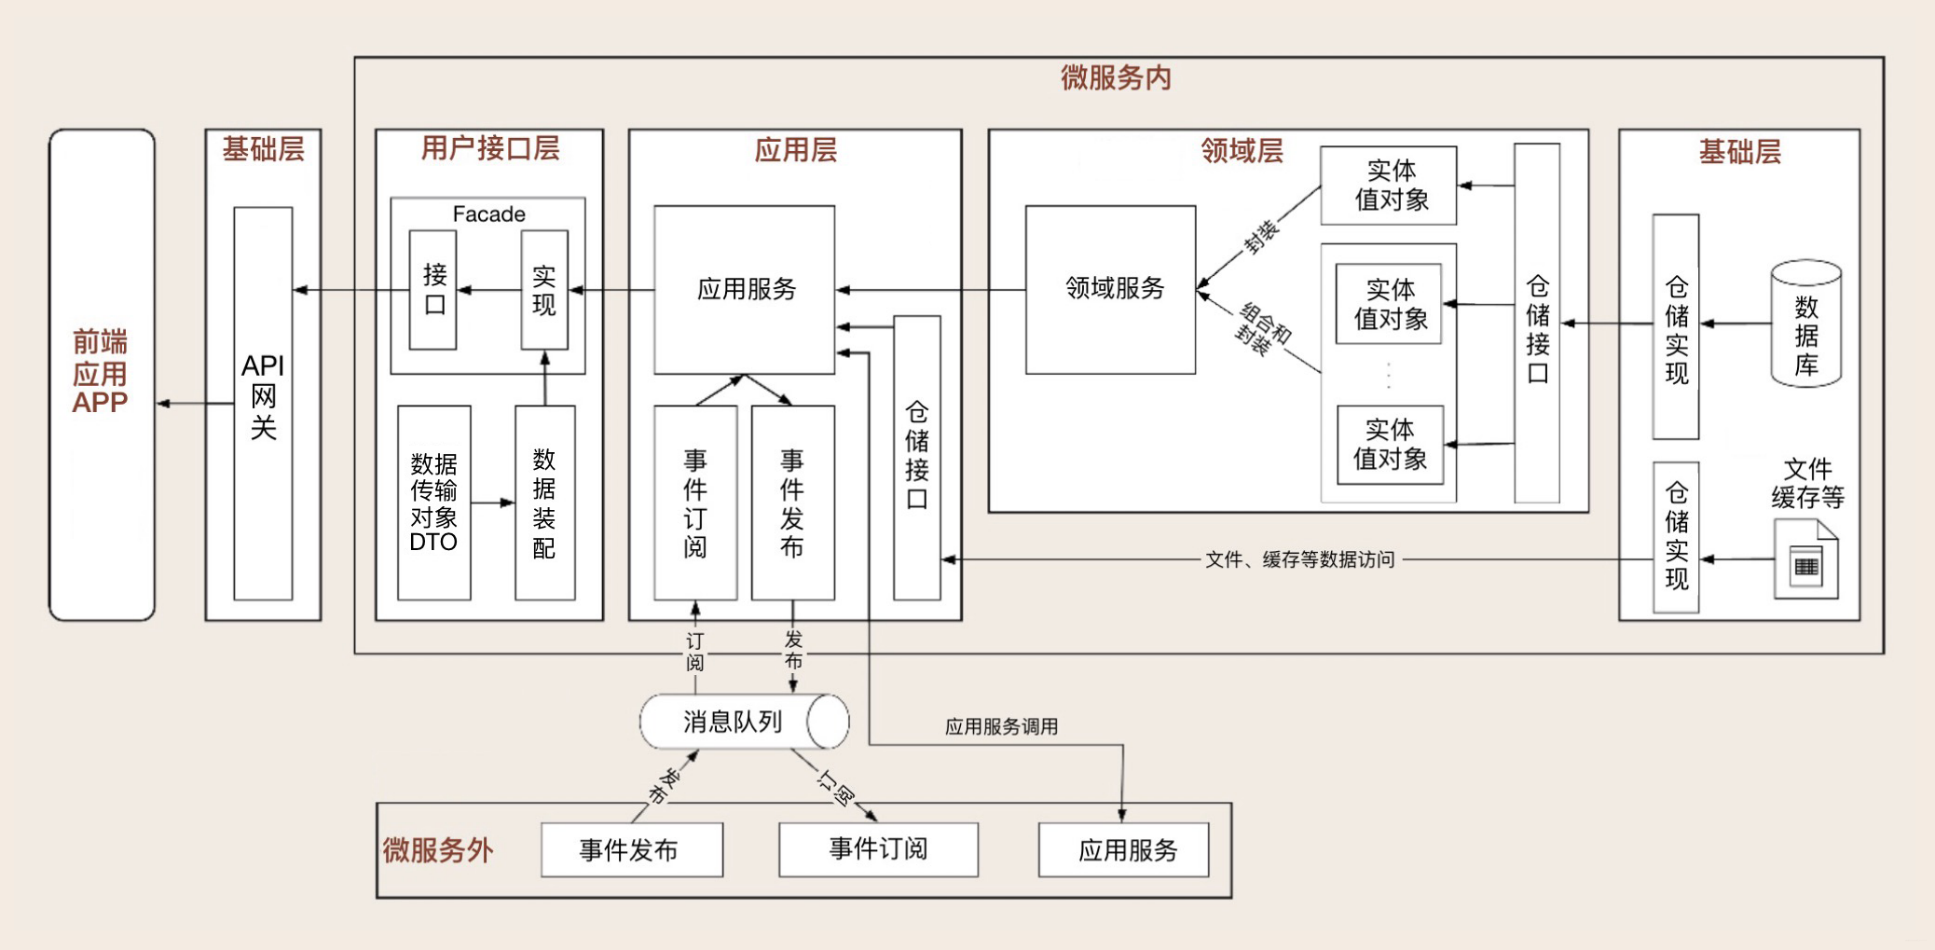 微服务内
前端
应用
APP
基础层
API
网
关
用户接口层
Facade
接
口
实
现
数据
传输
对象
DTO
数
据
装
配
应用层
应用服务
事
件
订
阅
事
件
发
布
仓
储
接
口
领域层
领域服务
封装
组合和
封装
实体
值对象
实体
值对象
实体
值对象
仓
储
接
口
基础层
仓
储
实
现
数
据
库
仓
储
实
现
文件
缓存等
文件、缓存等数据访问
订
阅
发
布
消息队列
应用服务调用
发
布
订阅
微服务外
事件发布
事件订阅
应用服务